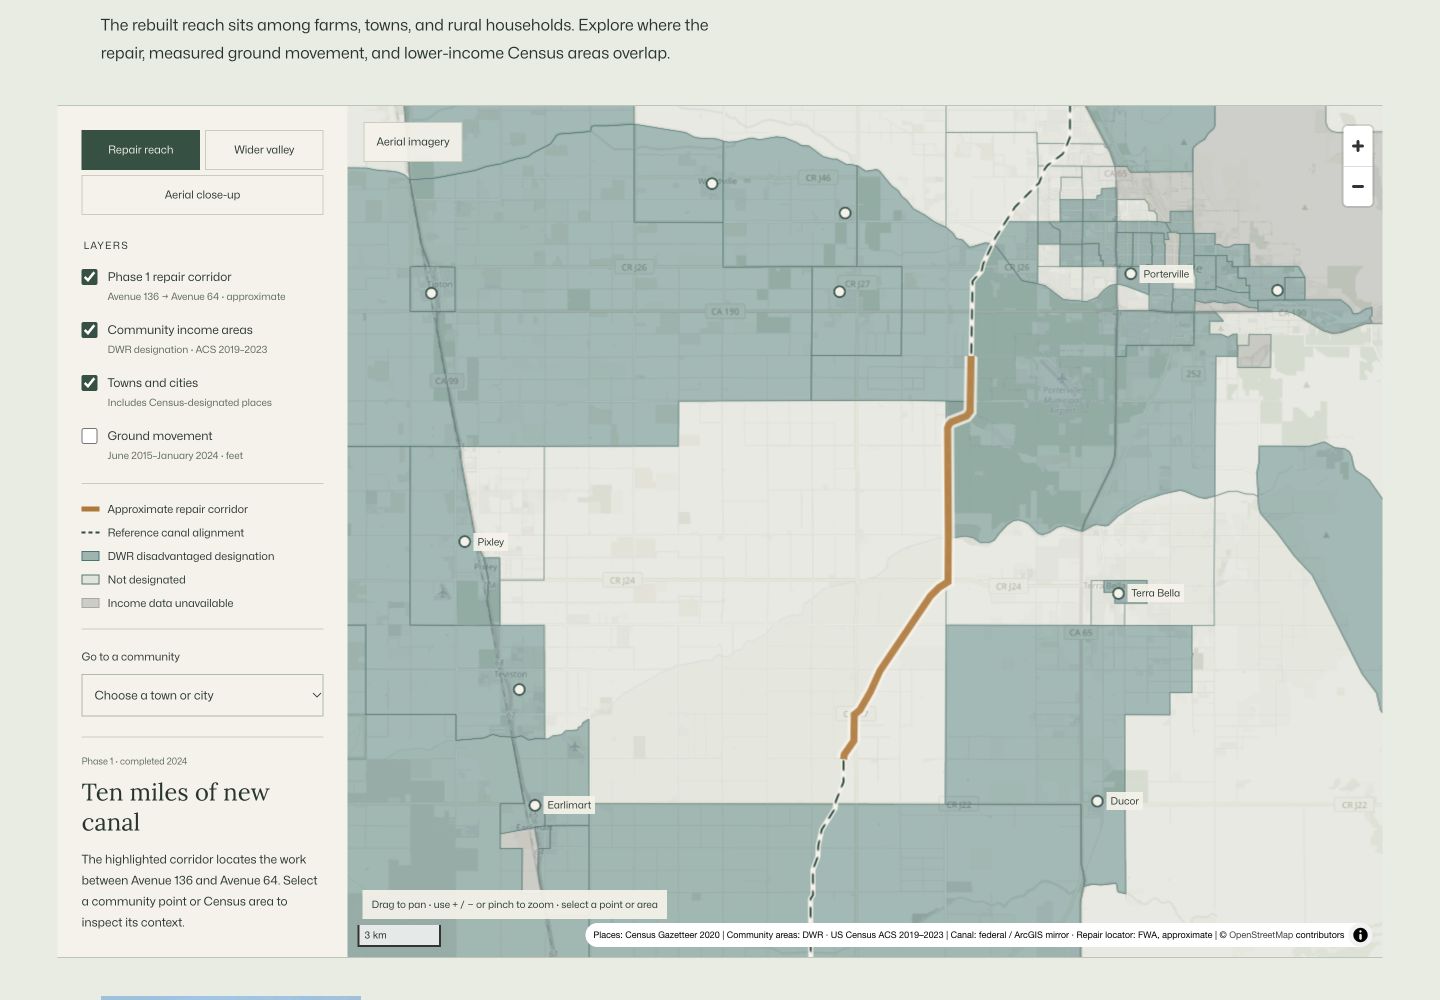 The rebuilt reach sits among farms, towns, and rural households. Explore where the
repair, measured ground movement, and lower-income Census areas overlap.
Repair reach
Wider valley
Aerial close-up
LAYERS
Phase 1 repair corridor
Avenue 136 → Avenue 64 · approximate
Community income areas
DWR designation · ACS 2019–2023
Towns and cities
Includes Census-designated places
Ground movement
June 2015–January 2024 · feet
Approximate repair corridor
Reference canal alignment
DWR disadvantaged designation
Not designated
Income data unavailable
Go to a community
Choose a town or city
Phase 1 · completed 2024
Ten miles of new
canal
The highlighted corridor locates the work
between Avenue 136 and Avenue 64. Select
a community point or Census area to
inspect its context.
Aerial imagery
+
−
CA 65
CR J46
CR J26
CR J27
CR J26
Porterville
CA 190
CA 190
CA 99
252
Porterville
Municipal
Airport
Pixley
Pixley
CR J24
CR J24
Terra Bella
CA 65
Teviston
Earlimart
Ducor
CR J22
CR J22
Drag to pan · use + / − or pinch to zoom · select a point or area
3 km
Places: Census Gazetteer 2020 | Community areas: DWR · US Census ACS 2019–2023 | Canal: federal / ArcGIS mirror · Repair locator: FWA, approximate | © OpenStreetMap contributors